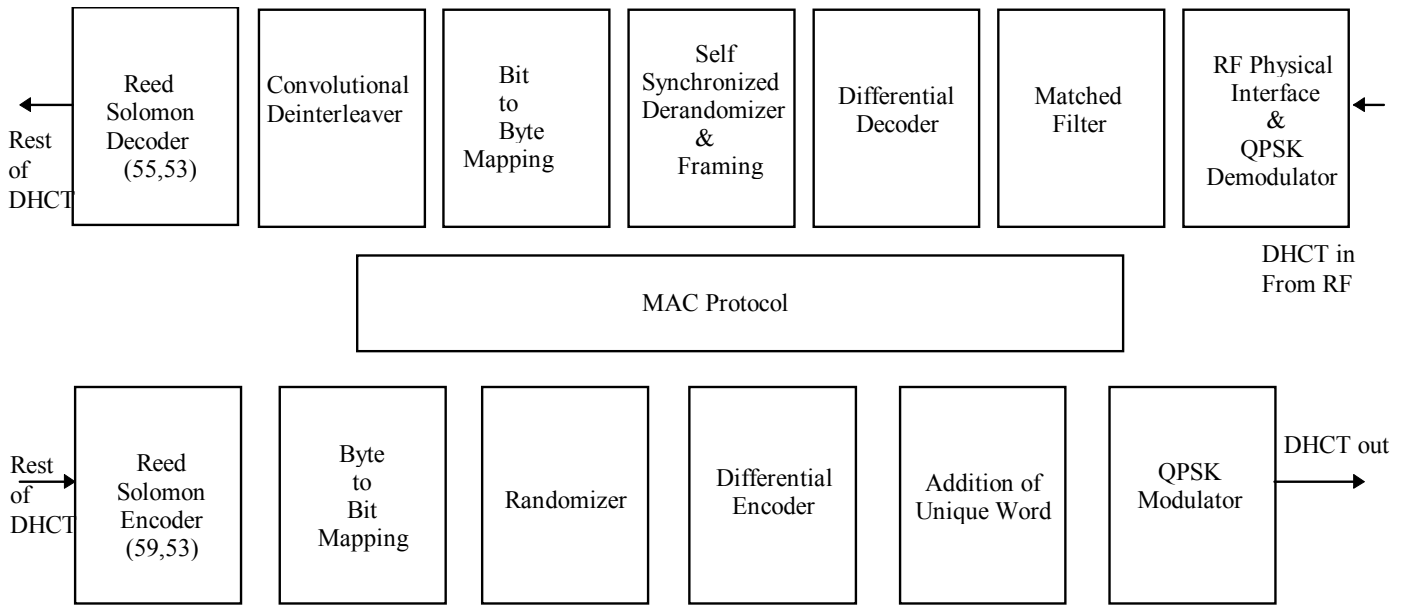 Rest
of
DHCT
Reed
Solomon
Decoder
(55,53)
Convolutional
Deinterleaver
Bit
to
Byte
Mapping
Self
Synchronized
Derandomizer
&
Framing
Differential
Decoder
Matched
Filter
RF Physical
Interface
&
QPSK
Demodulator
DHCT in
From RF
MAC Protocol
Rest
of
DHCT
Reed
Solomon
Encoder
(59,53)
Byte
to
Bit
Mapping
Randomizer
Differential
Encoder
Addition of
Unique Word
QPSK
Modulator
DHCT out